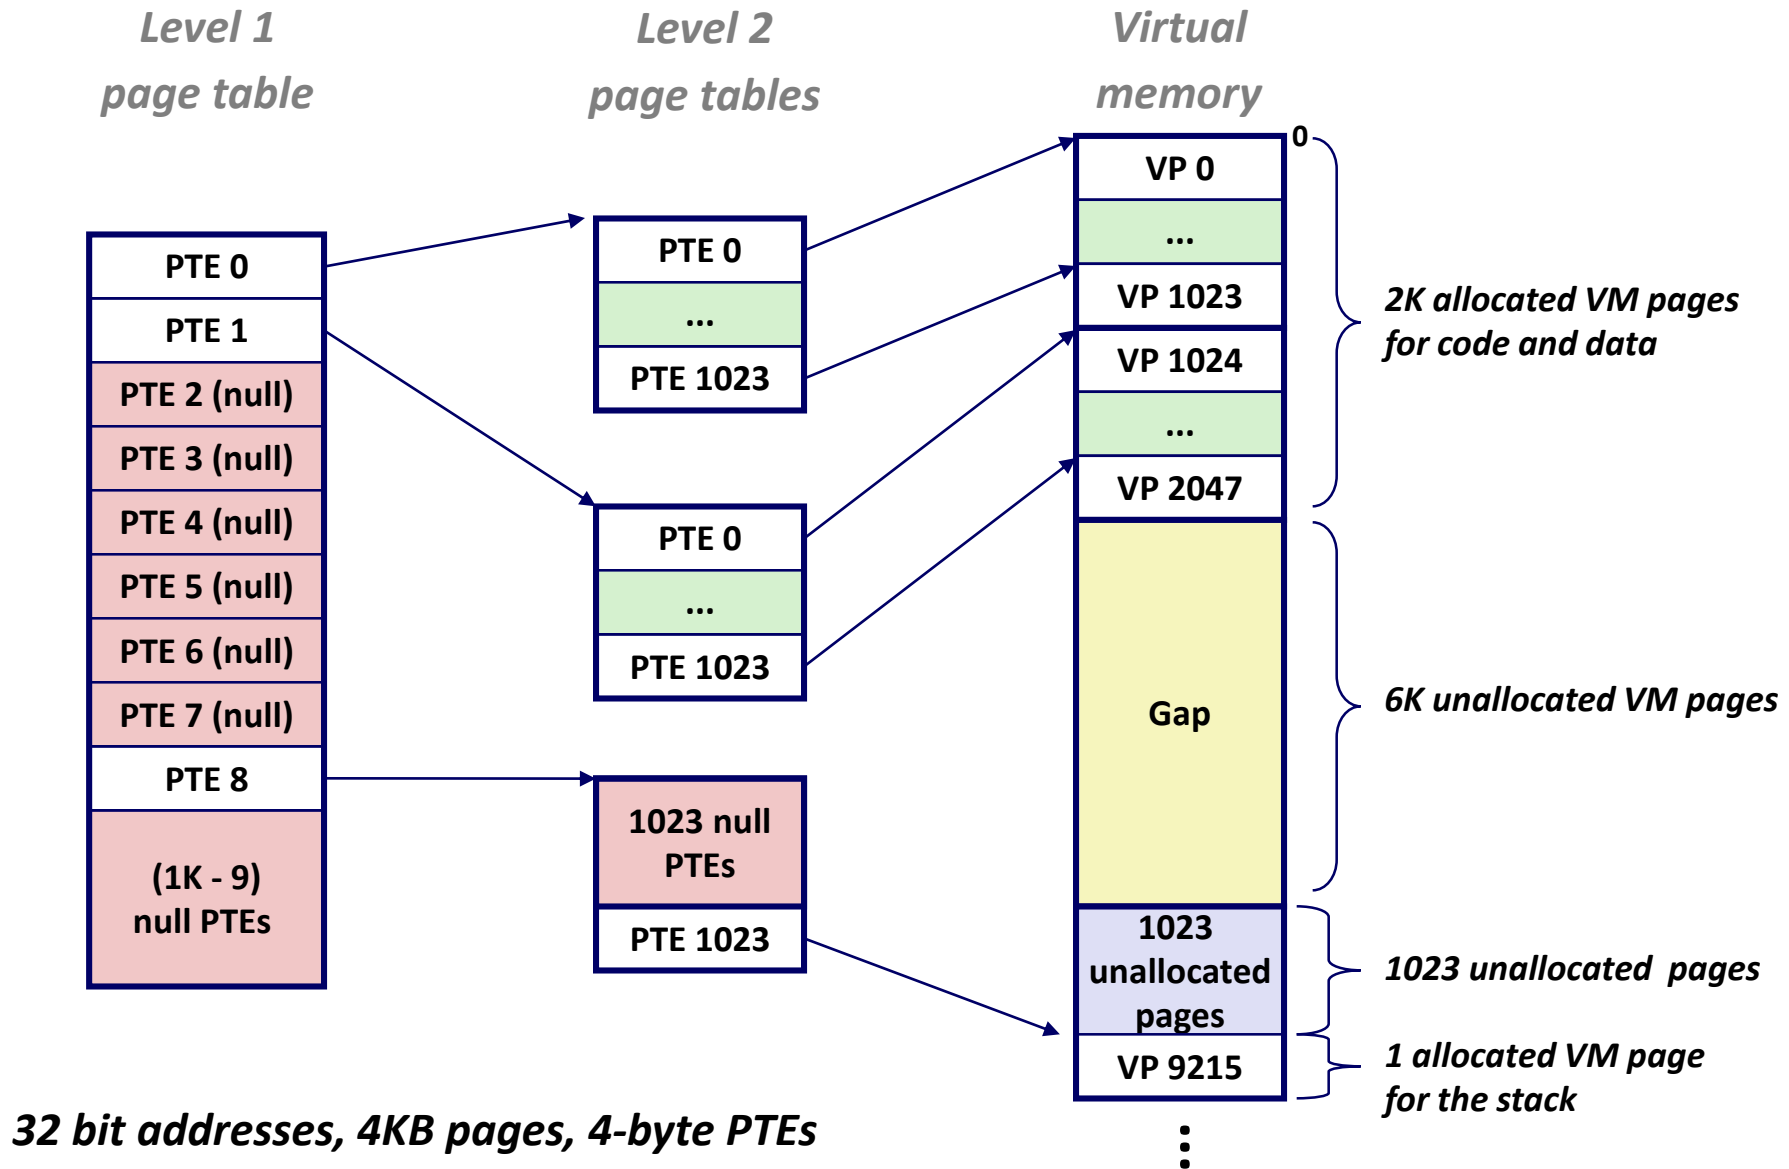 Level 1
page table
Level 2
page tables
Virtual
memory
PTE 0
PTE 1
PTE 2 (null)
PTE 3 (null)
PTE 4 (null)
PTE 5 (null)
PTE 6 (null)
PTE 7 (null)
PTE 8
(1K - 9)
null PTEs
PTE 0
...
PTE 1023
PTE 0
...
PTE 1023
1023 null
PTEs
PTE 1023
0
VP 0
...
VP 1023
VP 1024
...
VP 2047
Gap
1023
unallocated
pages
VP 9215
2K allocated VM pages
for code and data
6K unallocated VM pages
1023 unallocated pages
1 allocated VM page
for the stack
32 bit addresses, 4KB pages, 4-byte PTEs